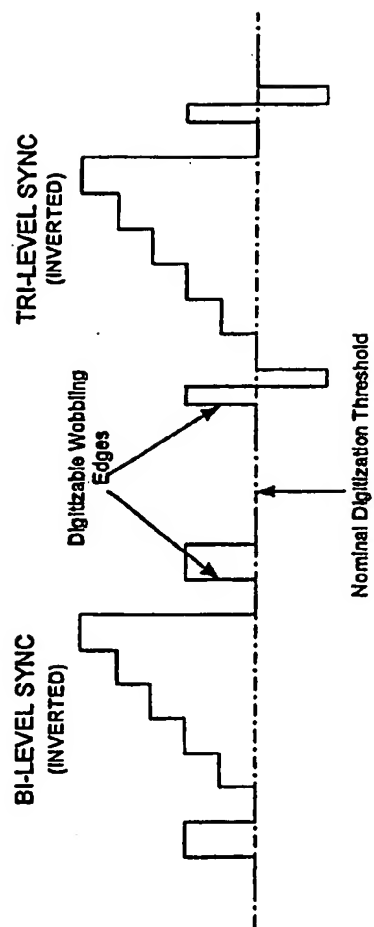 BI-LEVEL SYNC
(INVERTED)
TRI-LEVEL SYNC
(INVERTED)
Digitizable Wobbling
Edges
Nominal Digitization Threshold